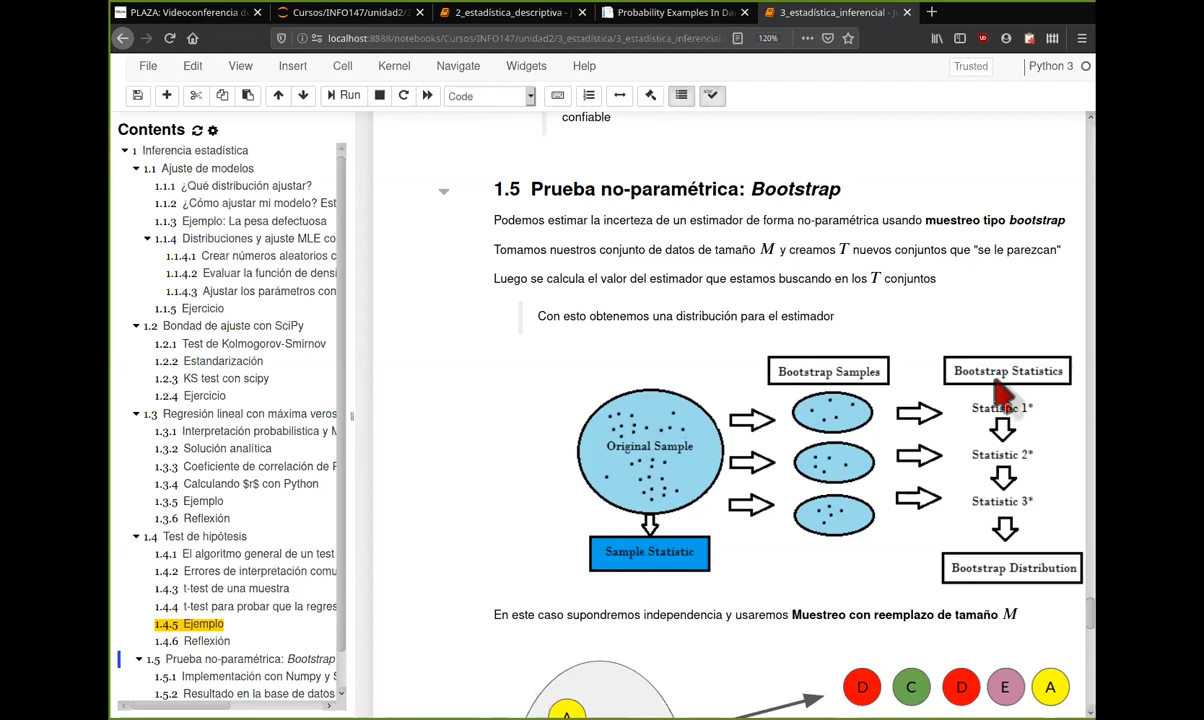 PLAZA: Videoconferencia de
Cursos/INFO147/unidad2/
2_estadística_descriptiva - J
Probability Examples In Da
3_estadística_inferencial - J
localhost:8888/notebooks/Cursos/INFO147/unidad2/3_estadística/3_estadística_inferencial.
120%
File Edit View Insert Cell Kernel Navigate Widgets Help
Trusted
Python 3
Run
Code
Contents
1 Inferencia estadística
1.1 Ajuste de modelos
1.1.1 ¿Qué distribución ajustar?
1.1.2 ¿Cómo ajustar mi modelo? Est
1.1.3 Ejemplo: La pesa defectuosa
1.1.4 Distribuciones y ajuste MLE co
1.1.4.1 Crear números aleatorios c
1.1.4.2 Evaluar la función de densi
1.1.4.3 Ajustar los parámetros con
1.1.5 Ejercicio
1.2 Bondad de ajuste con SciPy
1.2.1 Test de Kolmogorov-Smirnov
1.2.2 Estandarización
1.2.3 KS test con scipy
1.2.4 Ejercicio
1.3 Regresión lineal con máxima veros
1.3.1 Interpretación probabilistica y M
1.3.2 Solución analítica
1.3.3 Coeficiente de correlación de P
1.3.4 Calculando $r$ con Python
1.3.5 Ejemplo
1.3.6 Reflexión
1.4 Test de hipótesis
1.4.1 El algoritmo general de un test
1.4.2 Errores de interpretación comu
1.4.3 t-test de una muestra
1.4.4 t-test para probar que la regres
1.4.5 Ejemplo
1.4.6 Reflexión
1.5 Prueba no-paramétrica: Bootstrap
1.5.1 Implementación con Numpy y S
1.5.2 Resultado en la base de datos
confiable
1.5 Prueba no-paramétrica: Bootstrap
Podemos estimar la incerteza de un estimador de forma no-paramétrica usando muestreo tipo bootstrap
Tomamos nuestro conjunto de datos de tamaño M y creamos T nuevos conjuntos que "se le parezcan"
Luego se calcula el valor del estimador que estamos buscando en los T conjuntos
Con esto obtenemos una distribución para el estimador
Bootstrap Samples
Bootstrap Statistics
Original Sample
Statistic 1*
Statistic 2*
Statistic 3*
Sample Statistic
Bootstrap Distribution
En este caso supondremos independencia y usaremos Muestreo con reemplazo de tamaño M
D C D E A
A